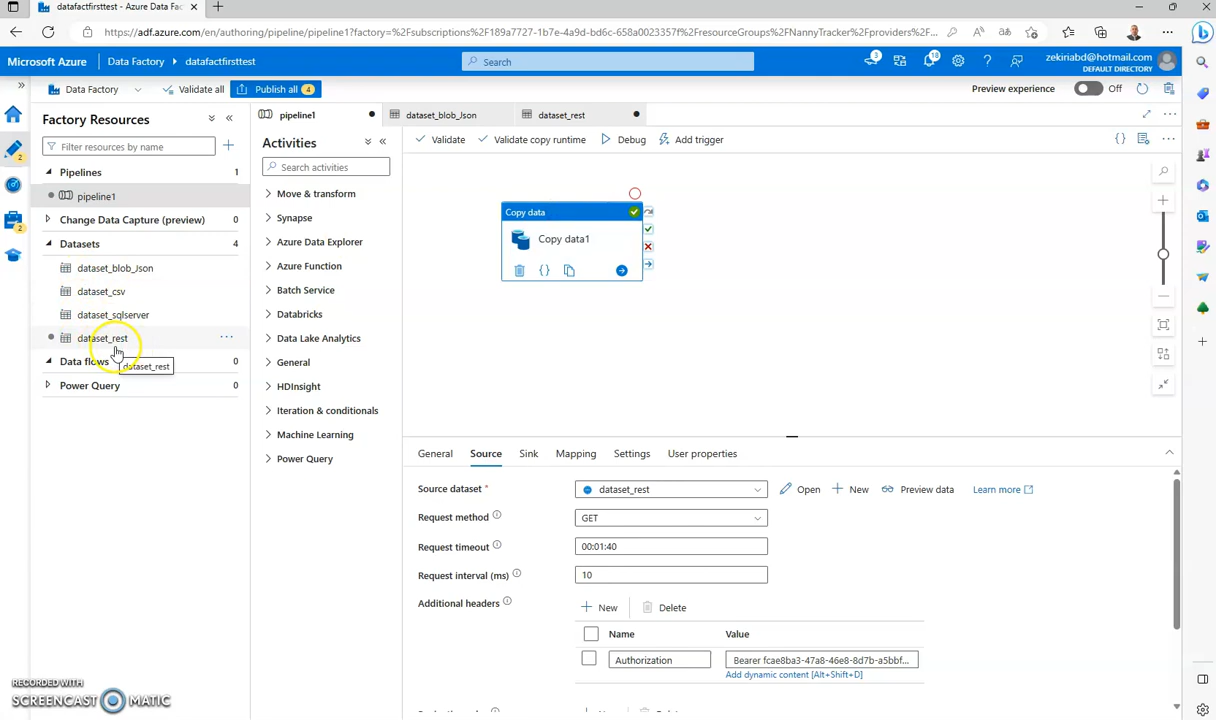 datafactfirsttest - Azure Data Fac
https://adf.azure.com/en/authoring/pipeline/pipeline1?factory=%2Fsubscriptions%2F189a7727-1b7e-4a9d-bd6c-658a0023357f%2FresourceGroups%2FNannyTracker%2Fproviders%2...
Microsoft Azure
Data Factory
datafactfirsttest
Search
3
18
zekiriabd@hotmail.com
DEFAULT DIRECTORY
Data Factory
Validate all
Publish all
4
Preview experience
Off
Factory Resources
Filter resources by name
Pipelines
1
pipeline1
Change Data Capture (preview)
0
Datasets
4
dataset_blob_Json
dataset_csv
dataset_sqlserver
dataset_rest
dataset_rest
Data flows
0
Power Query
0
2
2
pipeline1
dataset_blob_Json
dataset_rest
Activities
Search activities
Move & transform
Synapse
Azure Data Explorer
Azure Function
Batch Service
Databricks
Data Lake Analytics
General
HDInsight
Iteration & conditionals
Machine Learning
Power Query
Validate
Validate copy runtime
Debug
Add trigger
Copy data
Copy data1
General
Source
Sink
Mapping
Settings
User properties
Source dataset *
dataset_rest
Open
New
Preview data
Learn more
Request method
GET
Request timeout
00:01:40
Request interval (ms)
10
Additional headers
New
Delete
Name
Value
Authorization
Bearer fcae8ba3-47a8-46e8-8d7b-a5bbf...
Add dynamic content [Alt+Shift+D]
RECORDED WITH
SCREENCAST MATIC